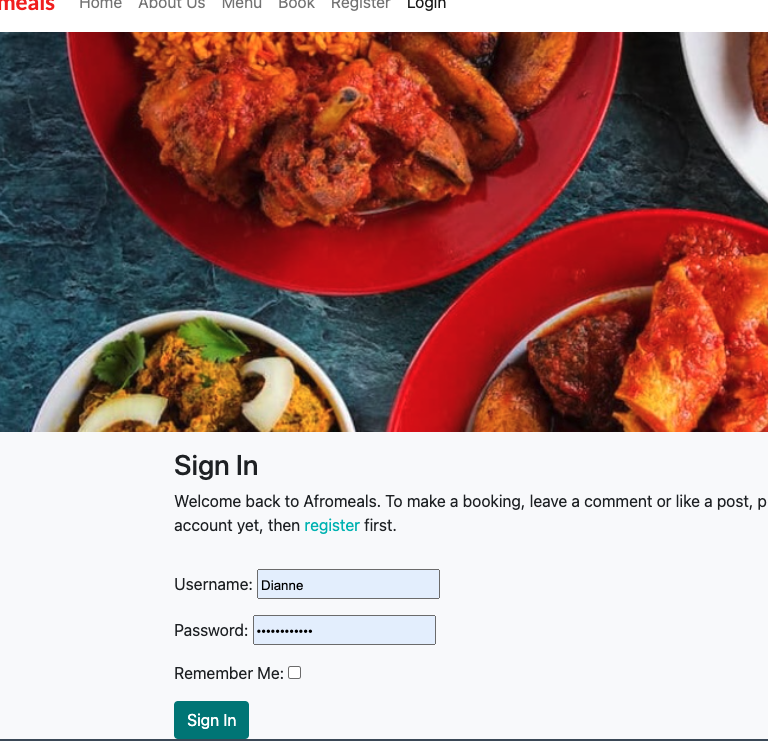 meals Home About Us Menu Book Register Login
Sign In
Welcome back to Afromeals. To make a booking, leave a comment or like a post, p
account yet, then register first.
Username: Dianne
Password: ••••••••••••
Remember Me:
Sign In